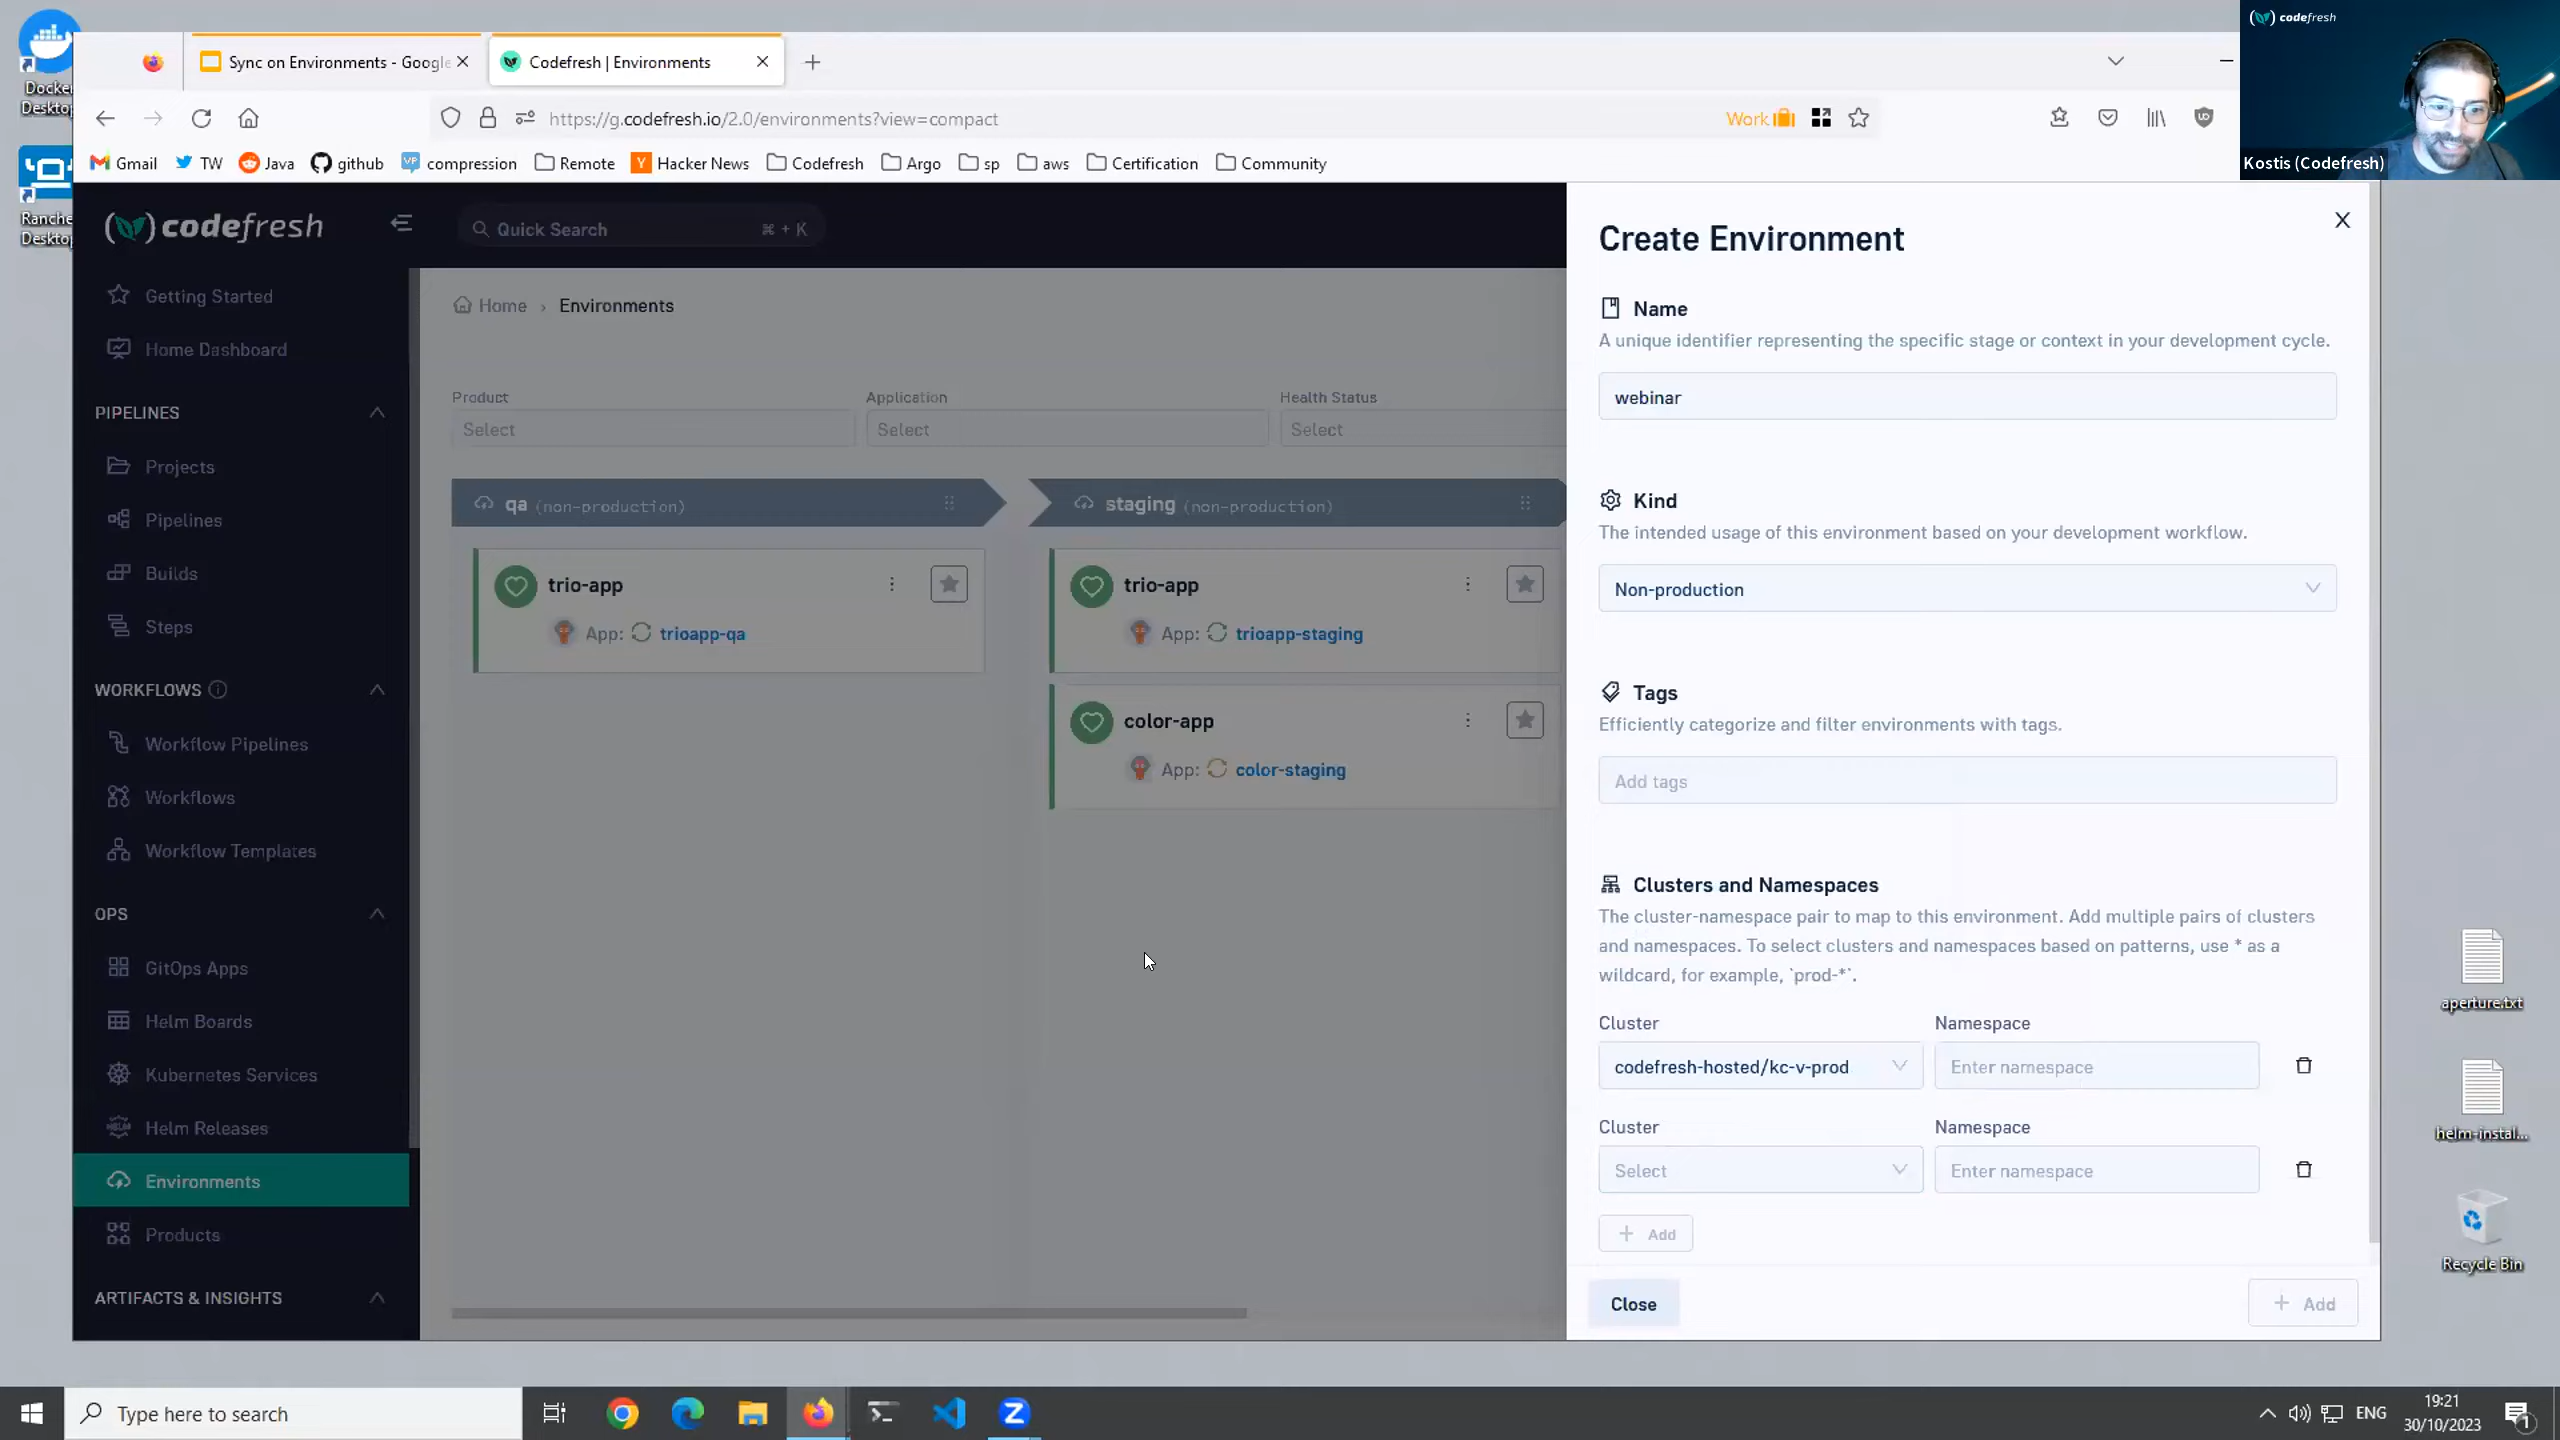 (codefresh
Docke
Deskto
Ranche
Deskto
Sync on Environments - Google
Codefresh | Environments
https://g.codefresh.io/2.0/environments?view=compact
Work
Kostis (Codefresh)
Gmail
TW
Java
github
compression
Remote
Hacker News
Codefresh
Argo
sp
aws
Certification
Community
codefresh
Quick Search
⌘ + K
Getting Started
Home Dashboard
PIPELINES
Projects
Pipelines
Builds
Steps
WORKFLOWS
Workflow Pipelines
Workflows
Workflow Templates
OPS
GitOps Apps
Helm Boards
Kubernetes Services
Helm Releases
Environments
Products
ARTIFACTS & INSIGHTS
Home › Environments
Product
Select
Application
Select
Health Status
Select
qa (non-production)
trio-app
App: trioapp-qa
staging (non-production)
trio-app
App: trioapp-staging
color-app
App: color-staging
Create Environment
Name
A unique identifier representing the specific stage or context in your development cycle.
webinar
Kind
The intended usage of this environment based on your development workflow.
Non-production
Tags
Efficiently categorize and filter environments with tags.
Add tags
Clusters and Namespaces
The cluster-namespace pair to map to this environment. Add multiple pairs of clusters
and namespaces. To select clusters and namespaces based on patterns, use * as a
wildcard, for example, `prod-*`.
Cluster
Namespace
codefresh-hosted/kc-v-prod
Enter namespace
Cluster
Namespace
Select
Enter namespace
+ Add
Close
+ Add
aperture.txt
helm-instal...
Recycle Bin
Type here to search
ENG
19:21
30/10/2023
1